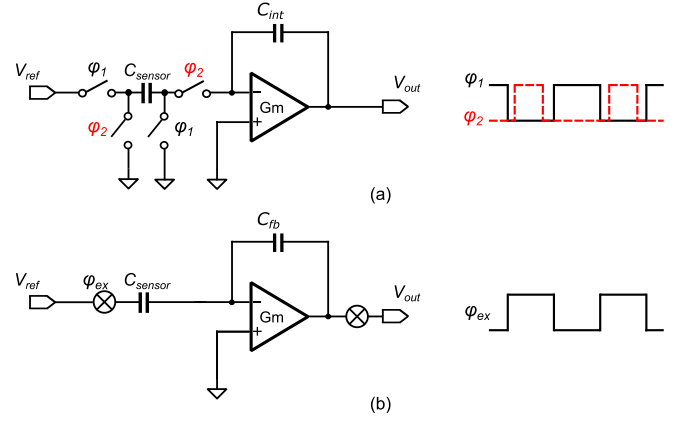 V_ref φ_1 C_sensor φ_2 C_int V_out
φ_2 φ_1 Gm
− +
φ_1
φ_2
(a)
V_ref φ_ex C_sensor C_fb V_out
Gm
− +
φ_ex
(b)